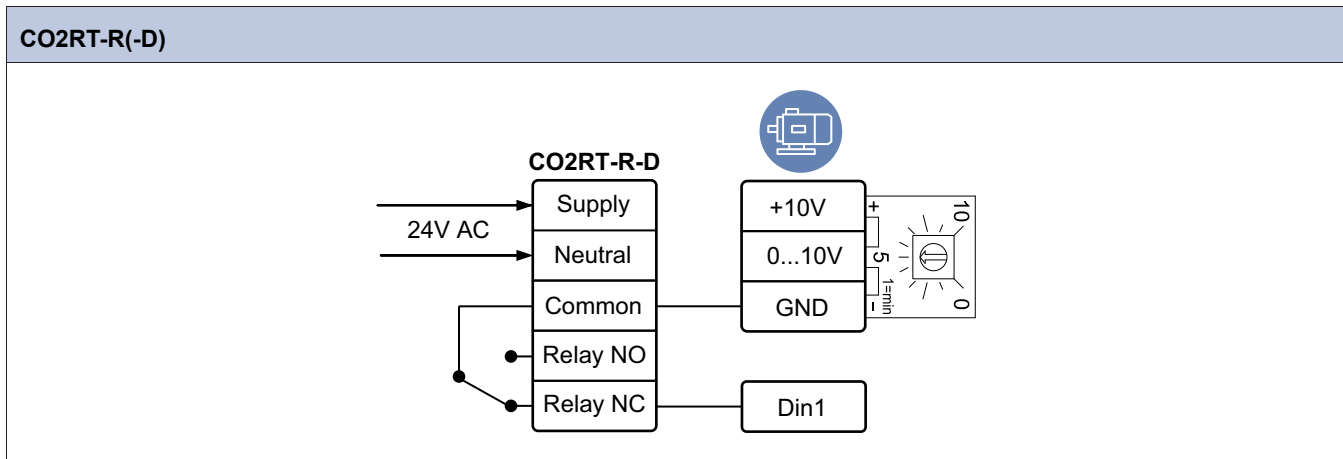 CO2RT-R(-D)
CO2RT-R-D
24V AC
Supply
Neutral
Common
Relay NO
Relay NC
+10V
0...10V
GND
Din1
+
-
10
5
1=min
0